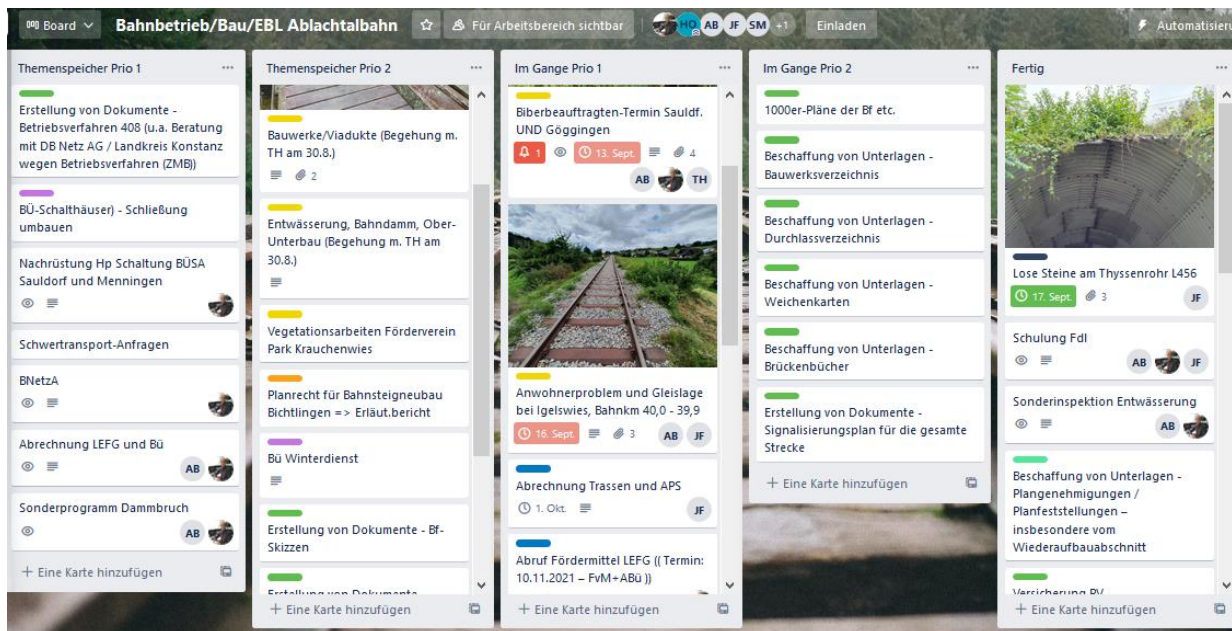 Board
Bahnbetrieb/Bau/EBL Ablachtalbahn
Für Arbeitsbereich sichtbar
HO
AB
JF
SM
+1
Einladen
Automatisieru
Themenspeicher Prio 1
Erstellung von Dokumente -
Betriebsverfahren 408 (u.a. Beratung
mit DB Netz AG / Landkreis Konstanz
wegen Betriebsverfahren (ZMB))
BÜ-Schalthäuser) - Schließung
umbauen
Nachrüstung Hp Schaltung BÜSA
Sauldorf und Menningen
Schwertransport-Anfragen
BNetzA
Abrechnung LEFG und Bü
AB
Sonderprogramm Dammbruch
AB
+ Eine Karte hinzufügen
Themenspeicher Prio 2
Bauwerke/Viadukte (Begehung m.
TH am 30.8.)
2
Entwässerung, Bahndamm, Ober-
Unterbau (Begehung m. TH am
30.8.)
Vegetationsarbeiten Förderverein
Park Krauchenwies
Planrecht für Bahnsteigneubau
Bichtlingen => Erläut.bericht
Bü Winterdienst
Erstellung von Dokumente - Bf-
Skizzen
Erstellung von Dokumente
+ Eine Karte hinzufügen
Im Gange Prio 1
Biberbeauftragten-Termin Sauldf.
UND Göggingen
1
13. Sept.
4
AB
TH
Anwohnerproblem und Gleislage
bei Igelswies, Bahnkm 40,0 - 39,9
16. Sept.
3
AB
JF
Abrechnung Trassen und APS
1. Okt.
JF
Abruf Fördermittel LEFG (( Termin:
10.11.2021 – FvM+ABü ))
+ Eine Karte hinzufügen
Im Gange Prio 2
1000er-Pläne der Bf etc.
Beschaffung von Unterlagen -
Bauwerksverzeichnis
Beschaffung von Unterlagen -
Durchlassverzeichnis
Beschaffung von Unterlagen -
Weichenkarten
Beschaffung von Unterlagen -
Brückenbücher
Erstellung von Dokumente -
Signalisierungsplan für die gesamte
Strecke
+ Eine Karte hinzufügen
Fertig
Lose Steine am Thyssenrohr L456
17. Sept.
3
JF
Schulung Fdl
AB
JF
Sonderinspektion Entwässerung
AB
Beschaffung von Unterlagen -
Plangenehmigungen /
Planfeststellungen –
insbesondere vom
Wiederaufbauabschnitt
Versicherung RV
+ Eine Karte hinzufügen